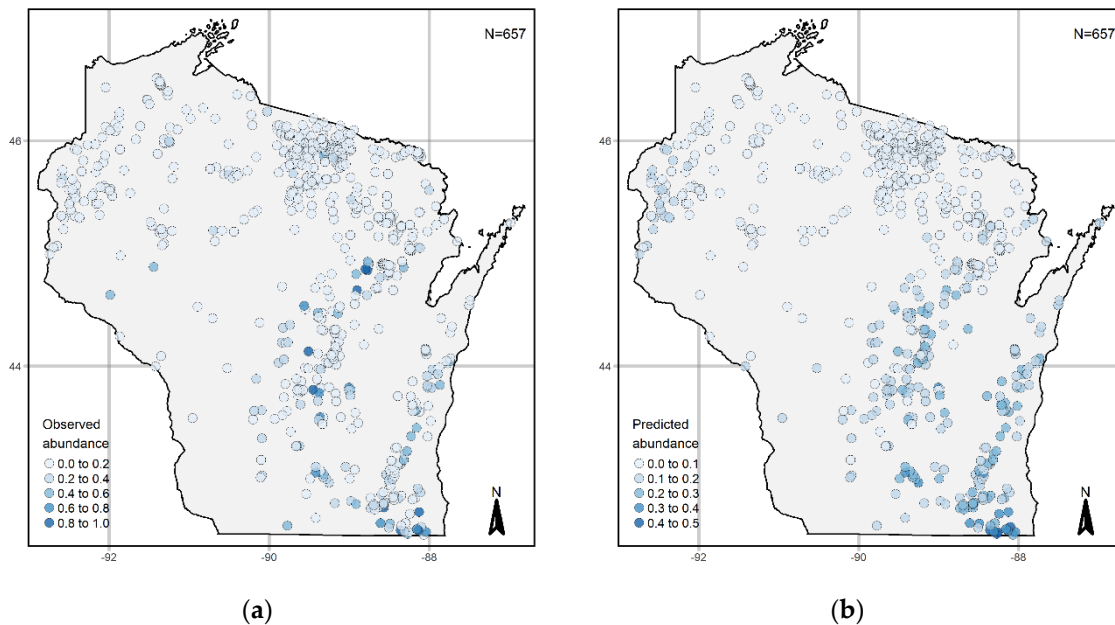 N=657
46
44
Observed
abundance
0.0 to 0.2
0.2 to 0.4
0.4 to 0.6
0.6 to 0.8
0.8 to 1.0
N
-92
-90
-88
(a)
N=657
46
44
Predicted
abundance
0.0 to 0.1
0.1 to 0.2
0.2 to 0.3
0.3 to 0.4
0.4 to 0.5
N
-92
-90
-88
(b)